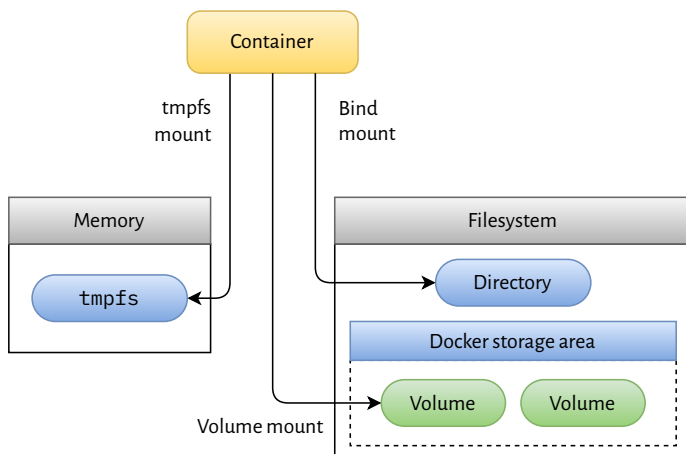 Container
tmpfs
mount
Bind
mount
Memory
Filesystem
tmpfs
Directory
Docker storage area
Volume
Volume
Volume mount